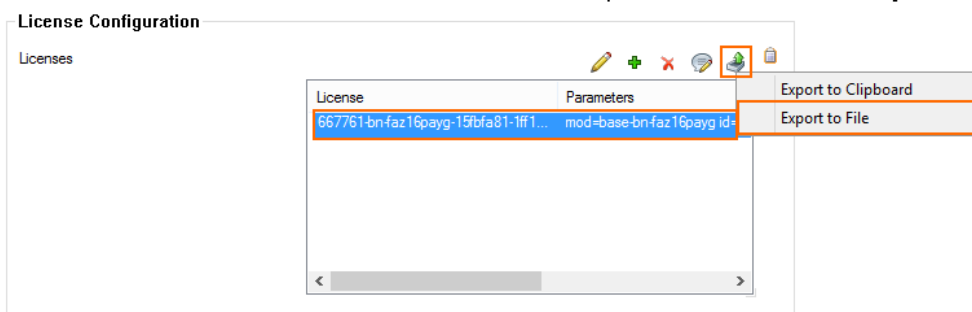 License Configuration
Licenses
Export to Clipboard
License Parameters
Export to File
667761-bn-faz16payg-15fbfa81-1ff1... mod=base-bn-faz16payg id=